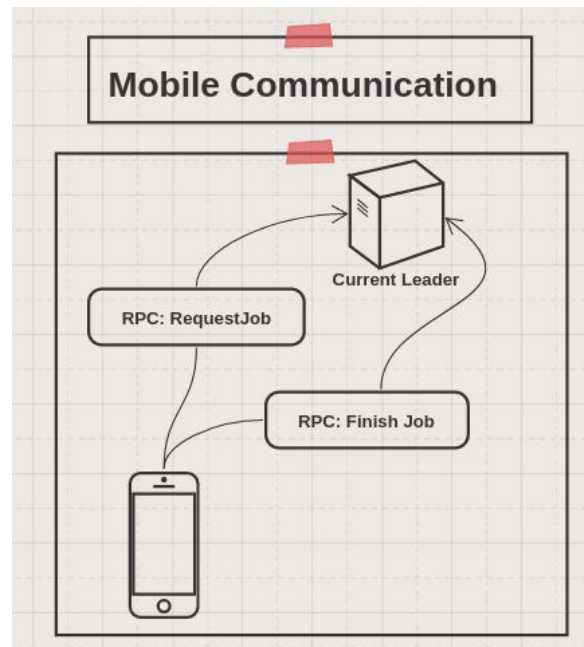 Mobile Communication
Current Leader
RPC: RequestJob
RPC: Finish Job